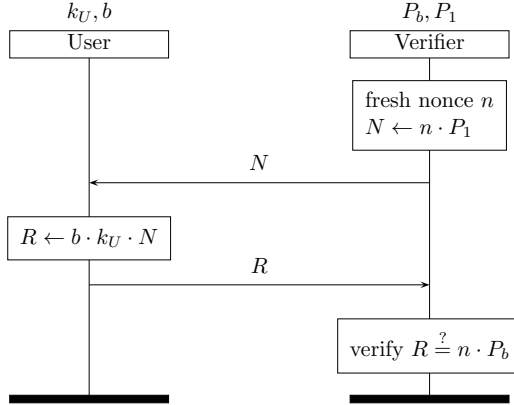 k_U, b
P_b, P_1
User
Verifier
fresh nonce n
N ← n · P_1
N
R ← b · k_U · N
R
verify R ≟ n · P_b